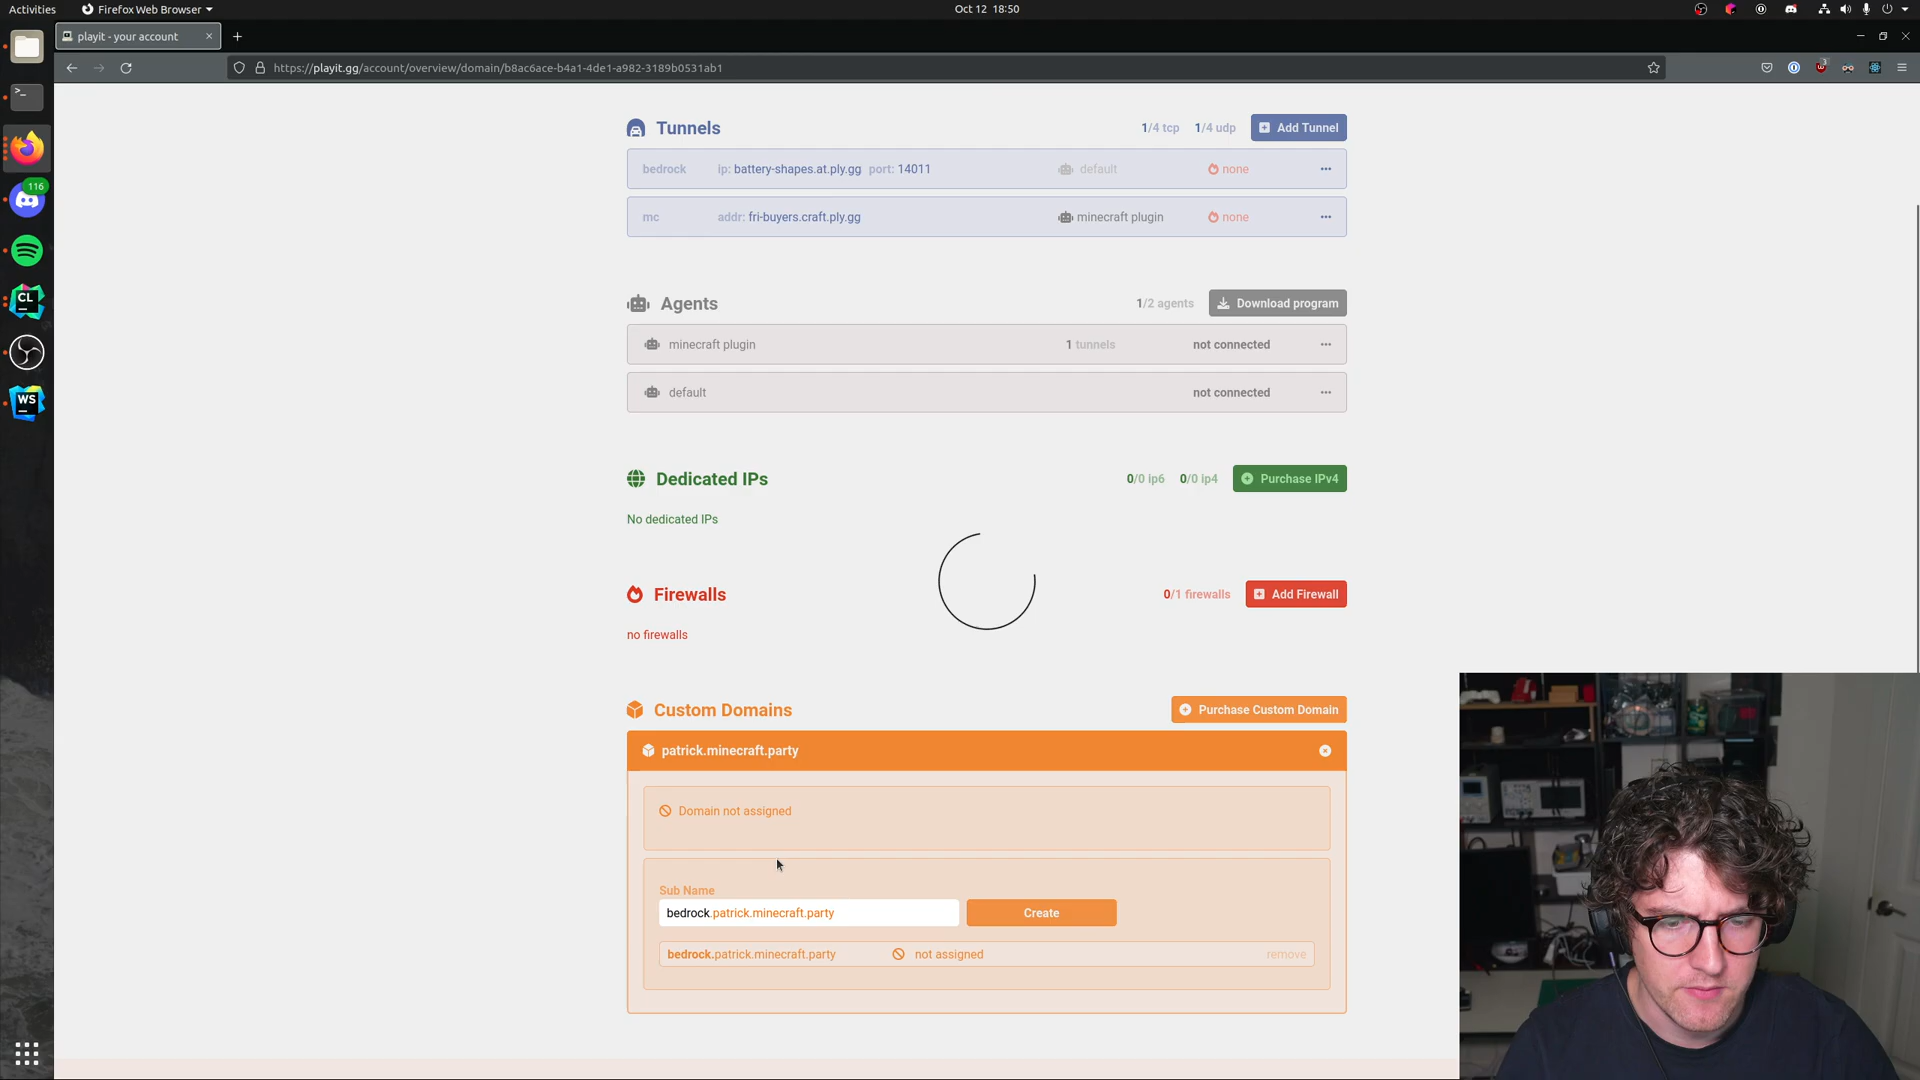 Activities
Firefox Web Browser
Oct 12 18:50
playit - your account
https://playit.gg/account/overview/domain/b8ac6ace-b4a1-4de1-a982-3189b0531ab1
3
116
CL
WS
Tunnels
1/4 tcp 1/4 udp Add Tunnel
bedrock ip: battery-shapes.at.ply.gg port: 14011 default none
mc addr: fri-buyers.craft.ply.gg minecraft plugin none
Agents
1/2 agents Download program
minecraft plugin 1 tunnels not connected
default not connected
Dedicated IPs
0/0 ip6 0/0 ip4 Purchase IPv4
No dedicated IPs
Firewalls
0/1 firewalls Add Firewall
no firewalls
Custom Domains
Purchase Custom Domain
patrick.minecraft.party
Domain not assigned
Sub Name
bedrock.patrick.minecraft.party Create
bedrock.patrick.minecraft.party not assigned remove